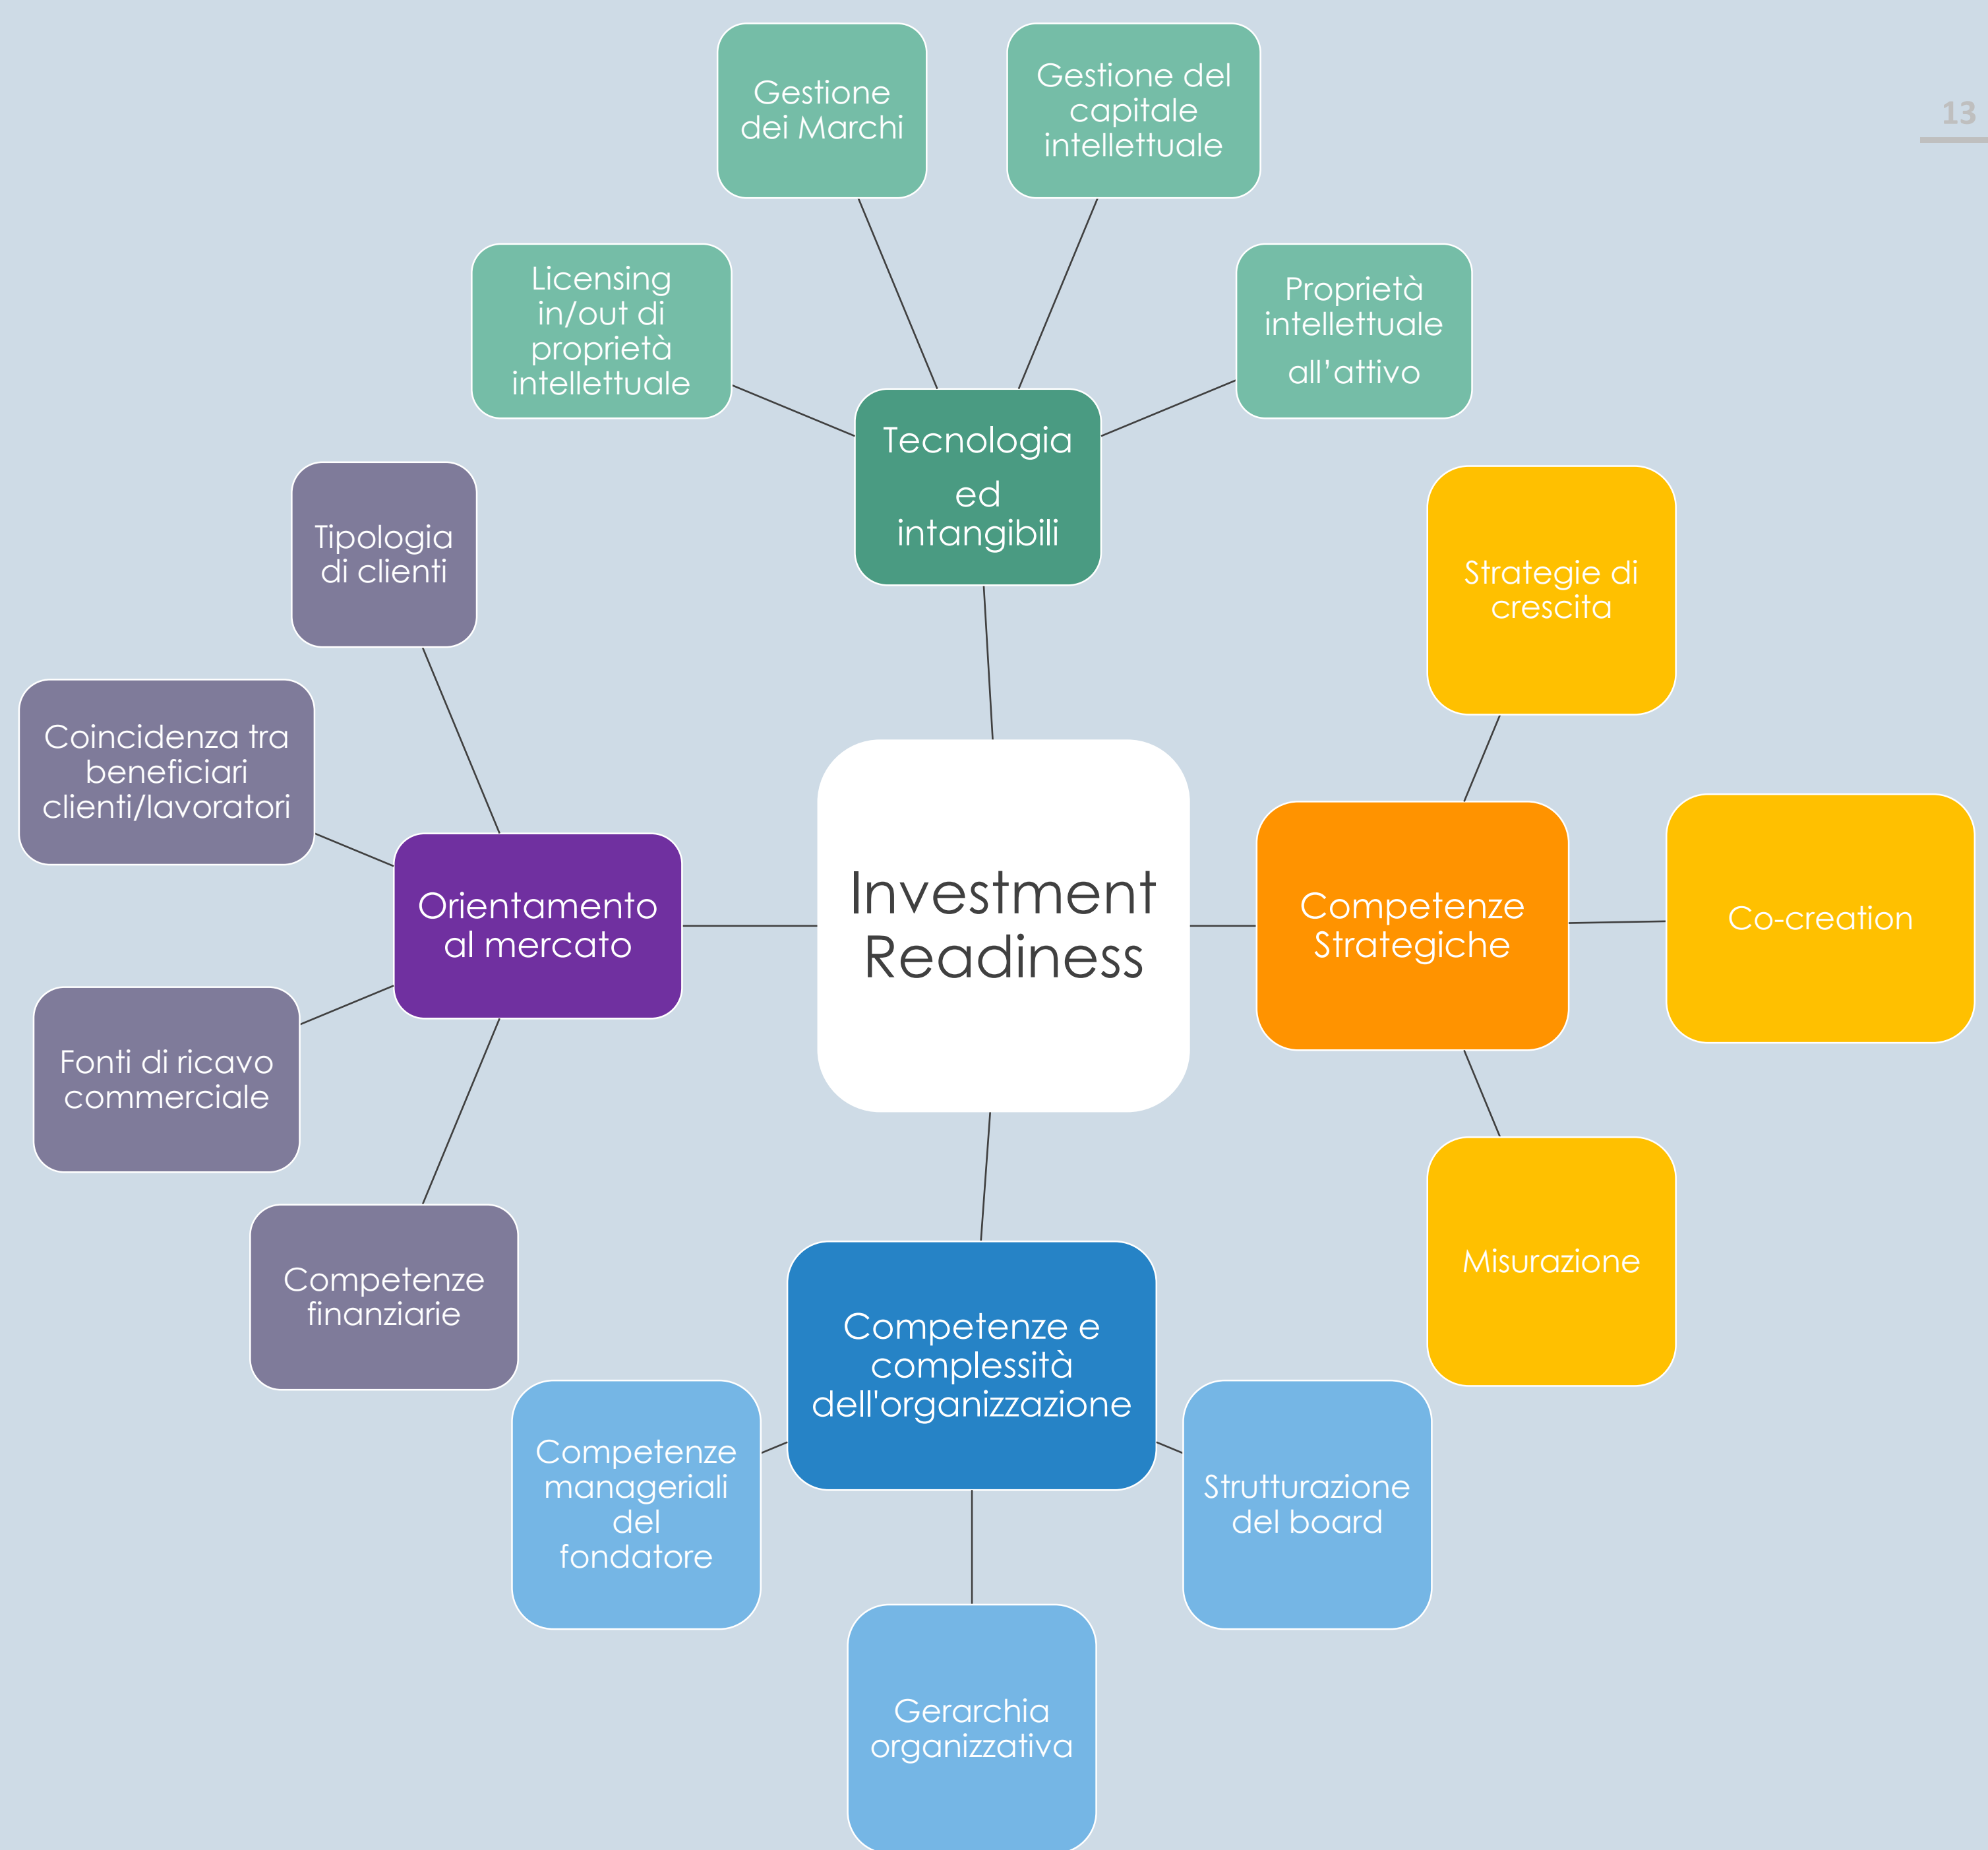 13
Gestione
dei Marchi
Gestione del
capitale
intellettuale
Licensing
in/out di
proprietà
intellettuale
Proprietà
intellettuale
all’attivo
Tecnologia
ed
intangibili
Tipologia
di clienti
Coincidenza tra
beneficiari
clienti/lavoratori
Orientamento
al mercato
Fonti di ricavo
commerciale
Competenze
finanziarie
Investment
Readiness
Strategie di
crescita
Competenze
Strategiche
Co-creation
Misurazione
Competenze e
complessità
dell'organizzazione
Competenze
manageriali
del
fondatore
Strutturazione
del board
Gerarchia
organizzativa